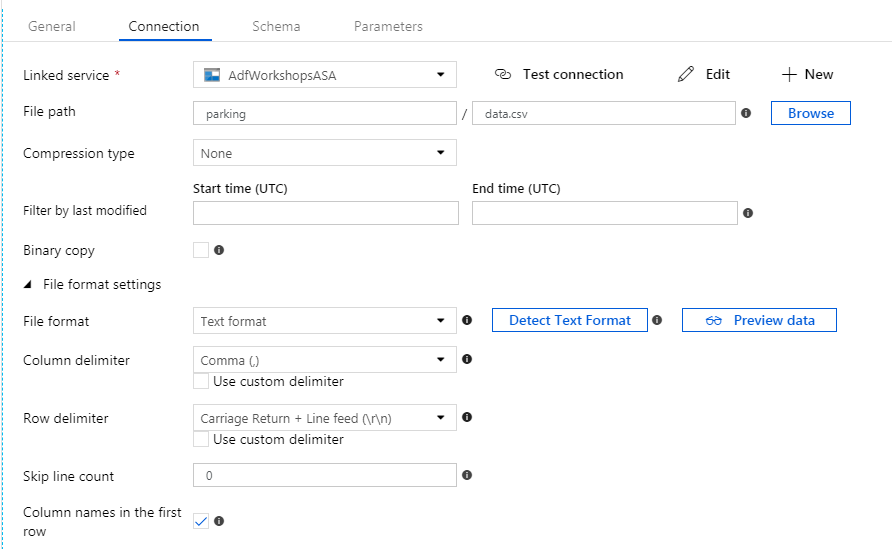 General Connection Schema Parameters
Linked service * AdfWorkshopsASA Test connection Edit New
File path parking / data.csv Browse
Compression type None
Start time (UTC) End time (UTC)
Filter by last modified
Binary copy
File format settings
File format Text format Detect Text Format Preview data
Column delimiter Comma (,)
Use custom delimiter
Row delimiter Carriage Return + Line feed (\r\n)
Use custom delimiter
Skip line count 0
Column names in the first
row